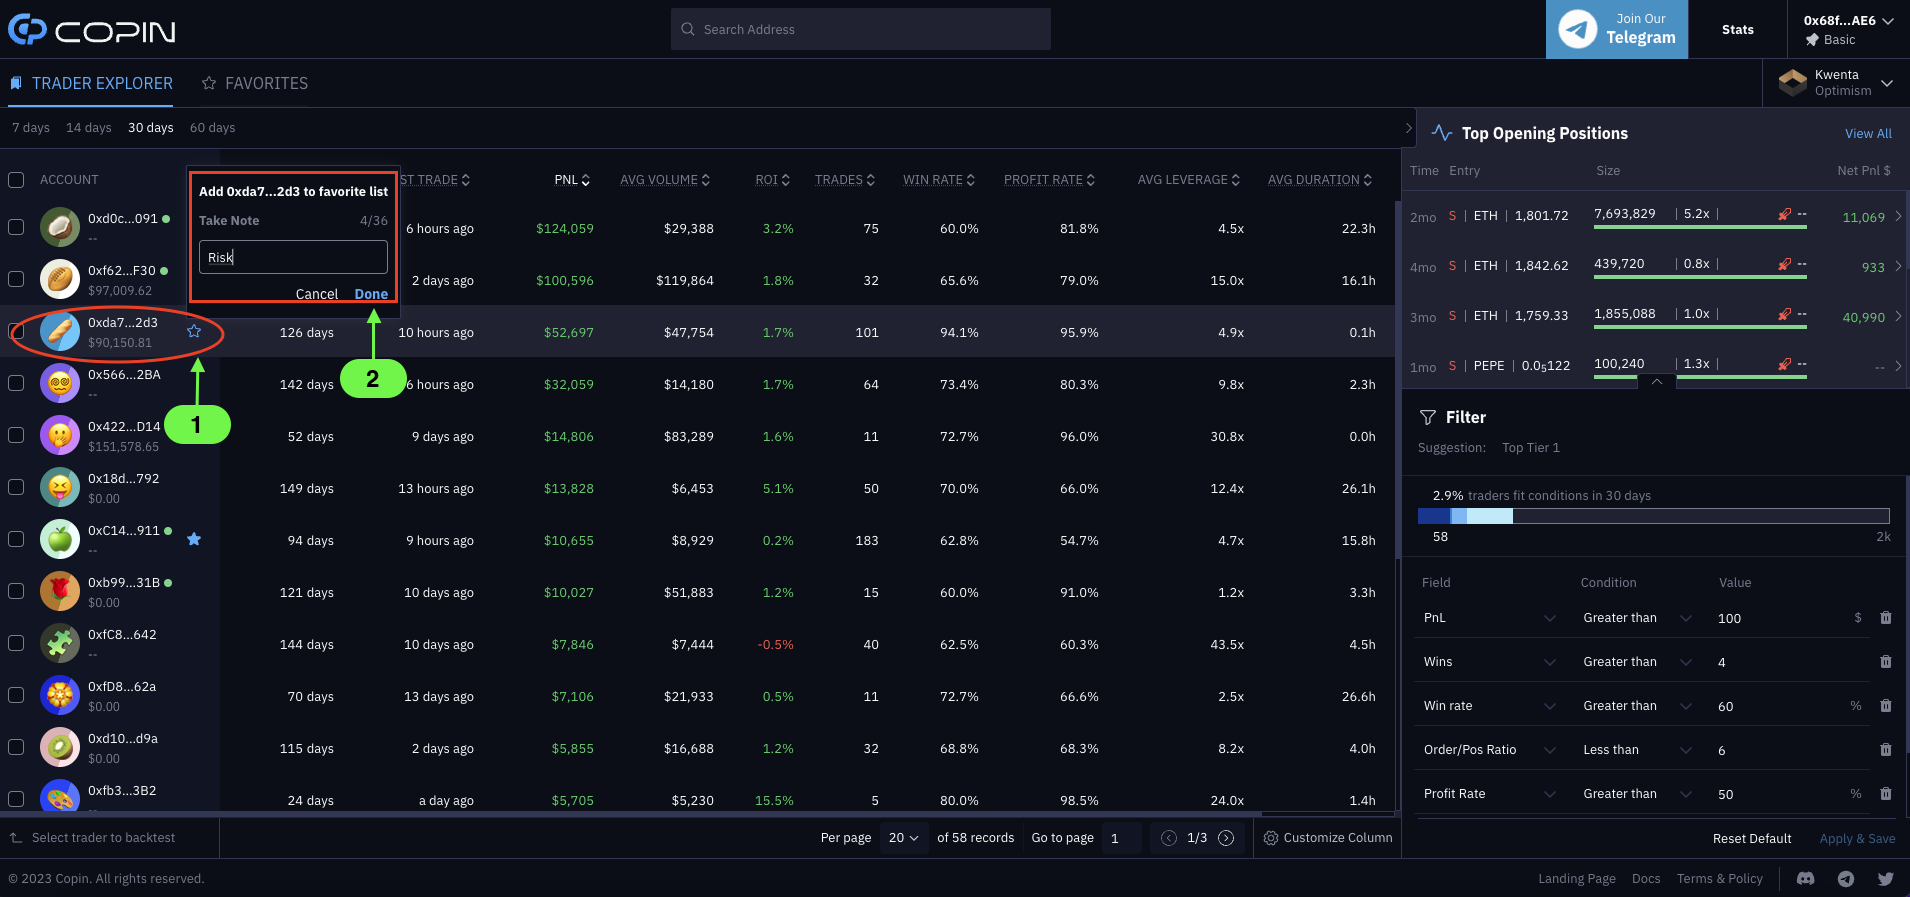 COPIN
Search Address
Join Our
Telegram
Stats
0x68f...AE6
Basic
TRADER EXPLORER
FAVORITES
Kwenta
Optimism
7 days 14 days 30 days 60 days
Top Opening Positions View All
Time Entry Size Net Pnl $
2mo S | ETH | 1,801.72 7,693,829 | 5.2x | -- 11,069
4mo S | ETH | 1,842.62 439,720 | 0.8x | -- 933
3mo S | ETH | 1,759.33 1,855,088 | 1.0x | -- 40,990
1mo S | PEPE | 0.0₅122 100,240 | 1.3x | -- --
ACCOUNT ST TRADE PNL AVG VOLUME ROI TRADES WIN RATE PROFIT RATE AVG LEVERAGE AVG DURATION
Add 0xda7...2d3 to favorite list
Take Note 4/36
Risk
Cancel Done
1
2
0xd0c...091 6 hours ago $124,059 $29,388 3.2% 75 60.0% 81.8% 4.5x 22.3h
--
0xf62...F30 2 days ago $100,596 $119,864 1.8% 32 65.6% 79.0% 15.0x 16.1h
$97,009.62
0xda7...2d3 126 days 10 hours ago $52,697 $47,754 1.7% 101 94.1% 95.9% 4.9x 0.1h
$90,150.81
0x566...2BA 142 days 6 hours ago $32,059 $14,180 1.7% 64 73.4% 80.3% 9.8x 2.3h
--
0x422...D14 52 days 9 days ago $14,806 $83,289 1.6% 11 72.7% 96.0% 30.8x 0.0h
$151,578.65
0x18d...792 149 days 13 hours ago $13,828 $6,453 5.1% 50 70.0% 66.0% 12.4x 26.1h
$0.00
0xC14...911 94 days 9 hours ago $10,655 $8,929 0.2% 183 62.8% 54.7% 4.7x 15.8h
--
0xb99...31B 121 days 10 days ago $10,027 $51,883 1.2% 15 60.0% 91.0% 1.2x 3.3h
$0.00
0xfC8...642 144 days 10 days ago $7,846 $7,444 -0.5% 40 62.5% 60.3% 43.5x 4.5h
--
0xfD8...62a 70 days 13 days ago $7,106 $21,933 0.5% 11 72.7% 66.6% 2.5x 26.6h
$0.00
0xd10...d9a 115 days 2 days ago $5,855 $16,688 1.2% 32 68.8% 68.3% 8.2x 4.0h
$0.00
0xfb3...3B2 24 days a day ago $5,705 $5,230 15.5% 5 80.0% 98.5% 24.0x 1.4h
--
Filter
Suggestion: Top Tier 1
2.9% traders fit conditions in 30 days
58 2k
Field Condition Value
PnL Greater than 100 $
Wins Greater than 4
Win rate Greater than 60 %
Order/Pos Ratio Less than 6
Profit Rate Greater than 50 %
Reset Default Apply & Save
Select trader to backtest
Per page 20 of 58 records Go to page 1 1/3 Customize Column
© 2023 Copin. All rights reserved.
Landing Page Docs Terms & Policy